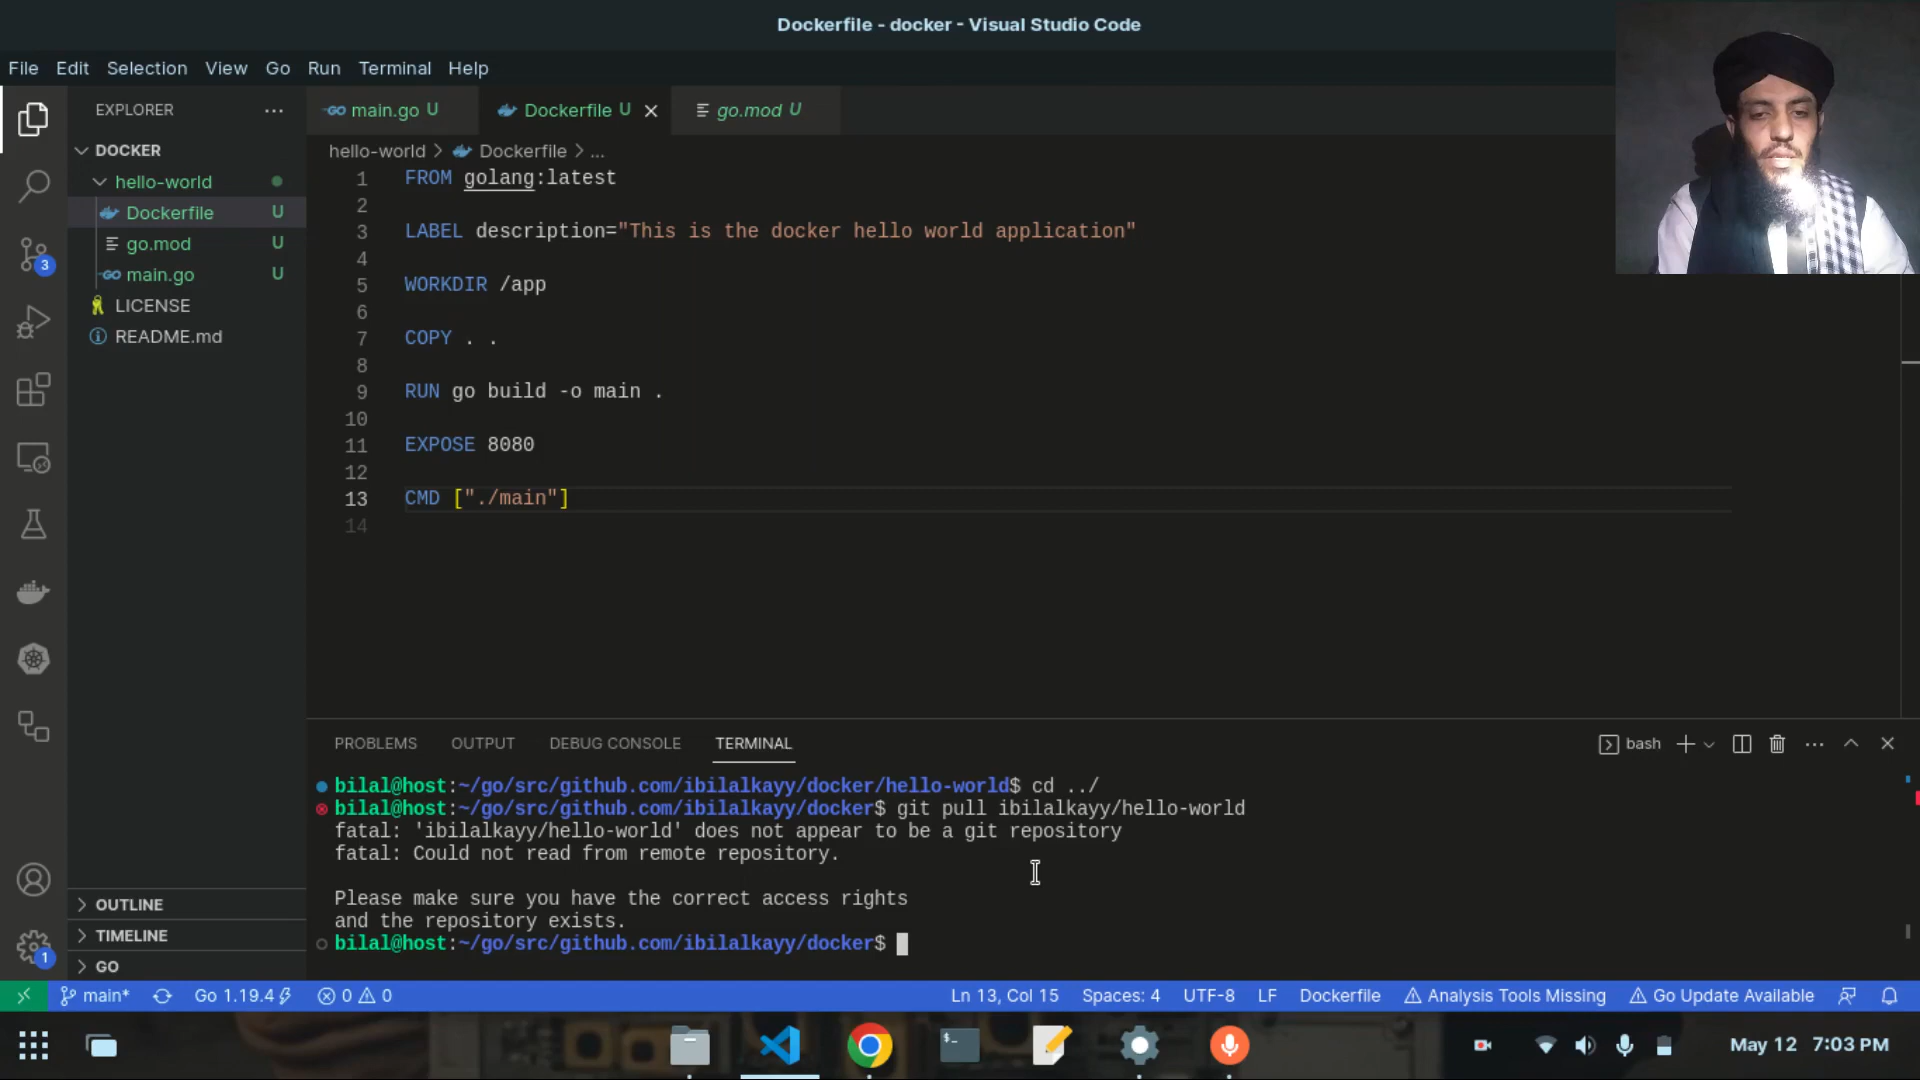 Dockerfile - docker - Visual Studio Code
File Edit Selection View Go Run Terminal Help
EXPLORER
main.go U
Dockerfile U
go.mod U
DOCKER
hello-world
Dockerfile U
go.mod U
main.go U
LICENSE
README.md
OUTLINE
TIMELINE
GO
3
1
hello-world > Dockerfile > ...
1 FROM golang:latest
2
3 LABEL description="This is the docker hello world application"
4
5 WORKDIR /app
6
7 COPY . .
8
9 RUN go build -o main .
10
11 EXPOSE 8080
12
13 CMD ["./main"]
14
PROBLEMS OUTPUT DEBUG CONSOLE TERMINAL
bash
bilal@host:~/go/src/github.com/ibilalkayy/docker/hello-world$ cd ../
bilal@host:~/go/src/github.com/ibilalkayy/docker$ git pull ibilalkayy/hello-world
fatal: 'ibilalkayy/hello-world' does not appear to be a git repository
fatal: Could not read from remote repository.
Please make sure you have the correct access rights
and the repository exists.
bilal@host:~/go/src/github.com/ibilalkayy/docker$
main* Go 1.19.4 0 0 Ln 13, Col 15 Spaces: 4 UTF-8 LF Dockerfile Analysis Tools Missing Go Update Available
May 12 7:03 PM